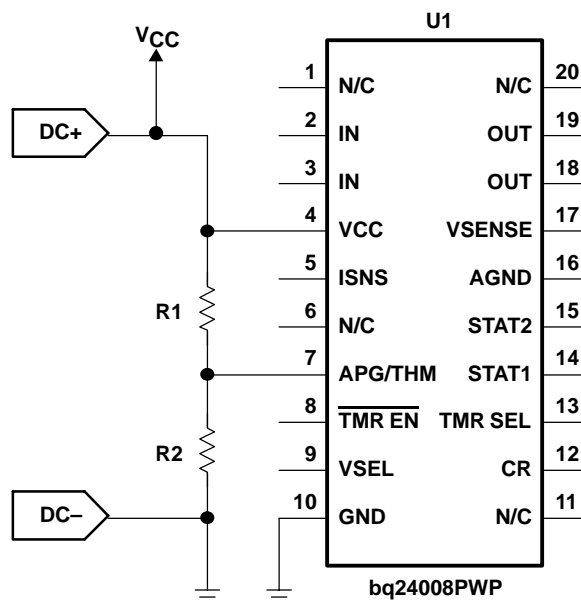 U1
VCC
DC+
1 N/C N/C 20
2 IN OUT 19
3 IN OUT 18
4 VCC VSENSE 17
5 ISNS AGND 16
R1
6 N/C STAT2 15
7 APG/THM STAT1 14
8 TMR EN TMR SEL 13
R2
9 VSEL CR 12
DC–
10 GND N/C 11
bq24008PWP